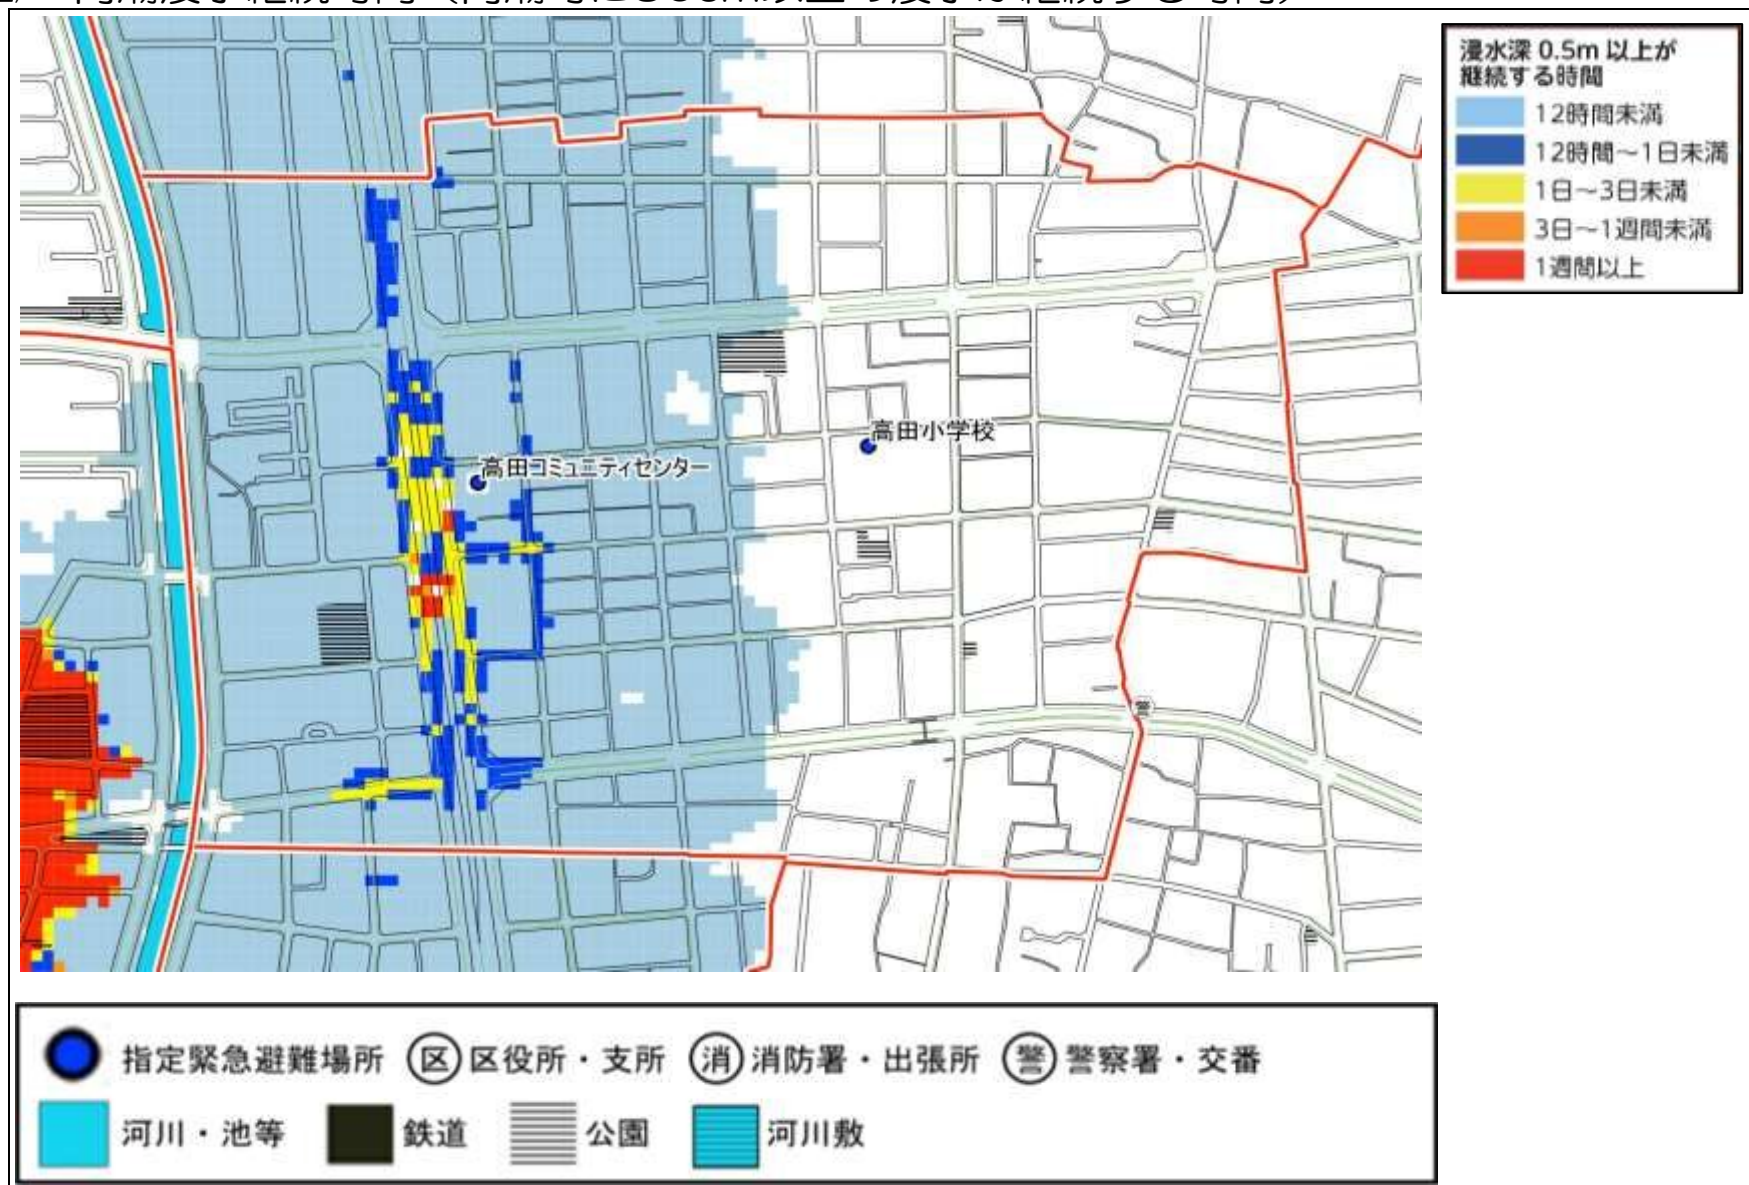 浸水深 0.5m 以上が
継続する時間
12時間未満
12時間～1日未満
1日～3日未満
3日～1週間未満
1週間以上
高田小学校
高田コミュニティセンター
警
指定緊急避難場所 区 区役所・支所 消 消防署・出張所 警 警察署・交番
河川・池等 鉄道 公園 河川敷